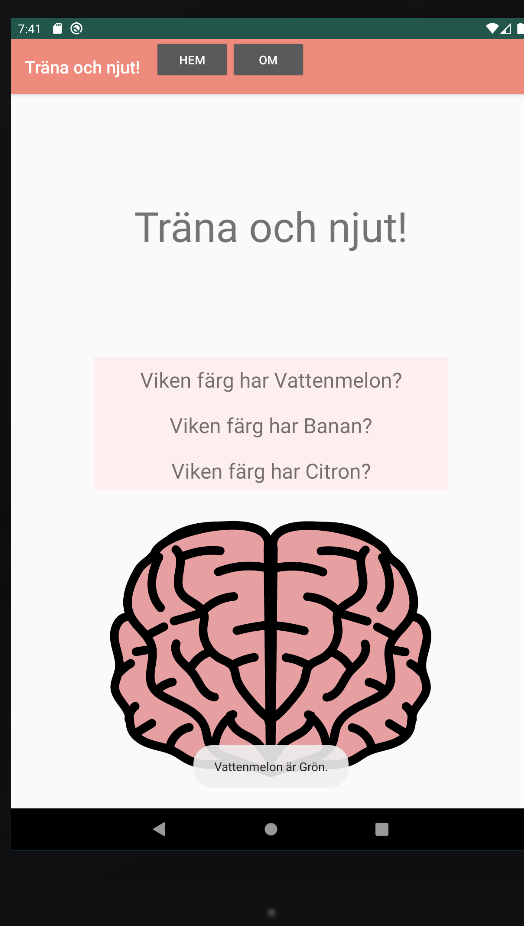 7:41
Träna och njut!
HEM
OM
Träna och njut!
Viken färg har Vattenmelon?
Viken färg har Banan?
Viken färg har Citron?
Vattenmelon är Grön.